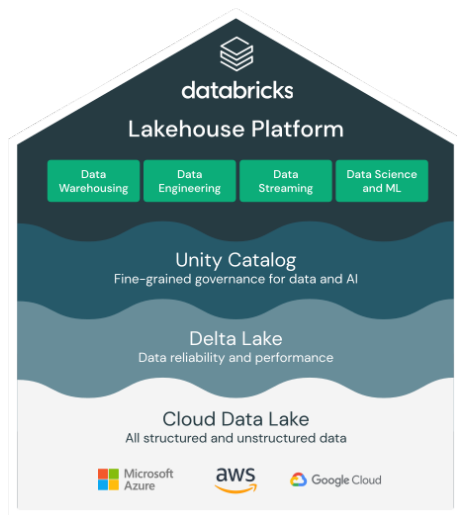 databricks
Lakehouse Platform
Data Warehousing
Data Engineering
Data Streaming
Data Science and ML
Unity Catalog
Fine-grained governance for data and AI
Delta Lake
Data reliability and performance
Cloud Data Lake
All structured and unstructured data
Microsoft Azure
aws
Google Cloud